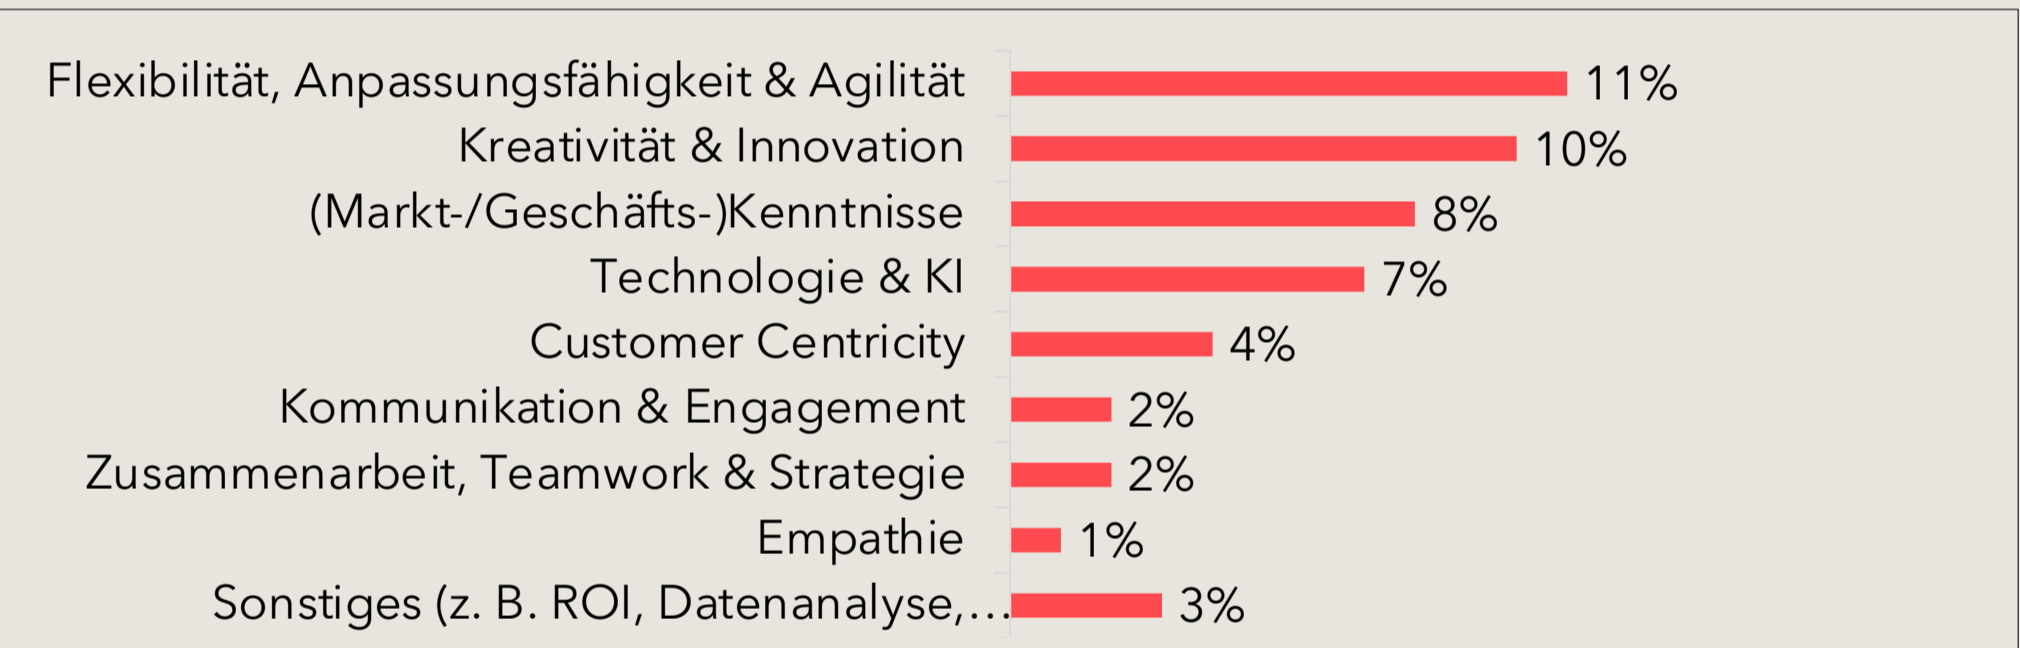 Flexibilität, Anpassungsfähigkeit & Agilität 11%
Kreativität & Innovation 10%
(Markt-/Geschäfts-)Kenntnisse 8%
Technologie & KI 7%
Customer Centricity 4%
Kommunikation & Engagement 2%
Zusammenarbeit, Teamwork & Strategie 2%
Empathie 1%
Sonstiges (z. B. ROI, Datenanalyse,... 3%